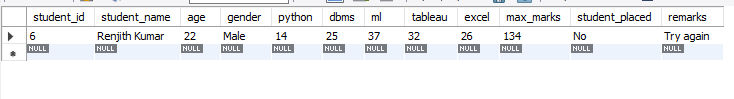 student_id student_name age gender python dbms ml tableau excel max_marks student_placed remarks
6 Renjith Kumar 22 Male 14 25 37 32 26 134 No Try again
NULL NULL NULL NULL NULL NULL NULL NULL NULL NULL NULL NULL